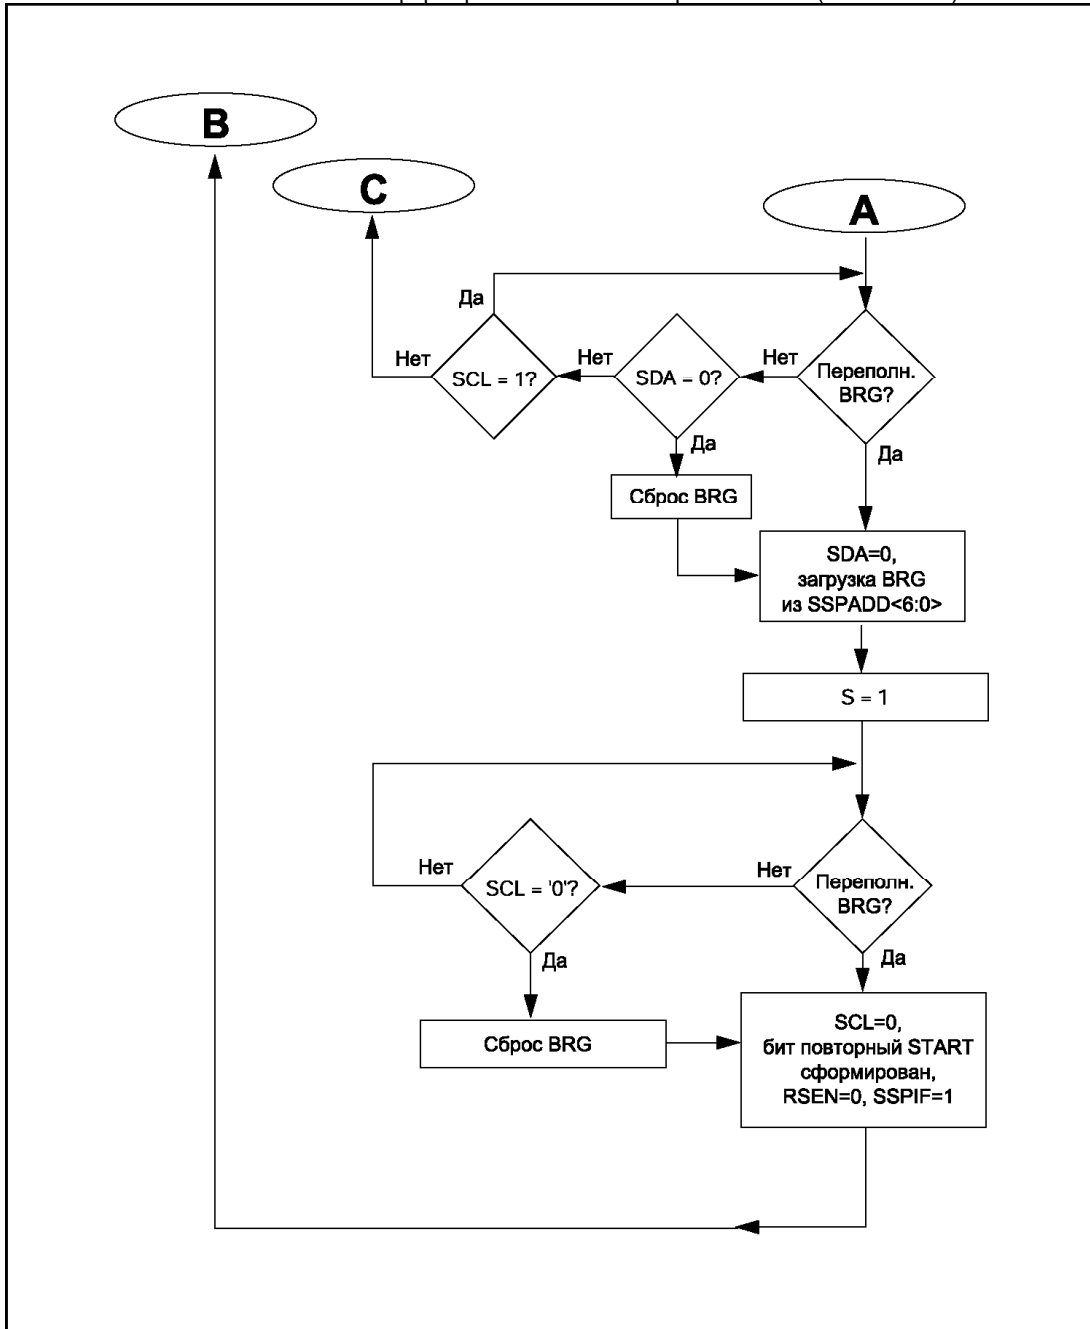 B
C
A
Да
Нет
SCL = 1?
Нет
SDA = 0?
Нет
Переполн.
BRG?
Да
Да
Сброс BRG
SDA=0,
загрузка BRG
из SSPADD<6:0>
S = 1
Нет
SCL = '0'?
Нет
Переполн.
BRG?
Да
Да
Сброс BRG
SCL=0,
бит повторный START
сформирован,
RSEN=0, SSPIF=1